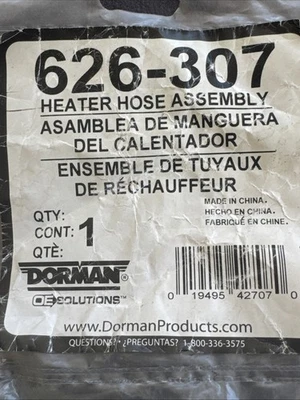 626-307
HEATER HOSE ASSEMBLY
ASAMBLEA DE MANGUERA
DEL CALENTADOR
ENSEMBLE DE TUYAUX
DE RÉCHAUFFEUR
MADE IN CHINA.
HECHO EN CHINA.
FABRIQUÉ EN CHINE.
QTY:
CONT: 1
QTÈ:
DORMAN®
OE SOLUTIONS™
0 19495 42707 0
www.DormanProducts.com
QUESTIONS? ¿PREGUNTAS? 1-800-336-3575